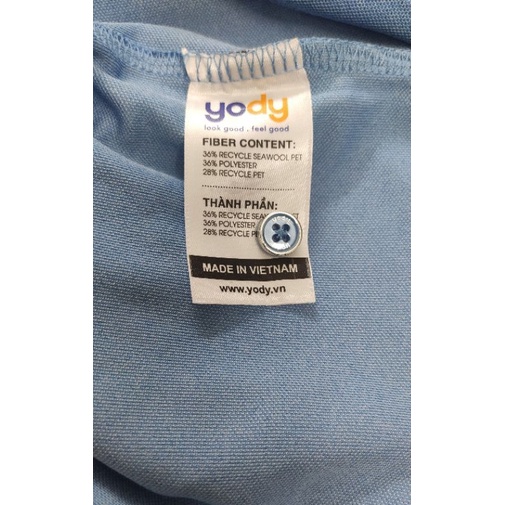 yody
look good . feel good
FIBER CONTENT:
36% RECYCLE SEAWOOL PET
36% POLYESTER
28% RECYCLE PET
THÀNH PHẦN:
36% RECYCLE PET
36% POLYESTER
28% RECYCLE
MADE IN VIETNAM
www.yody.vn